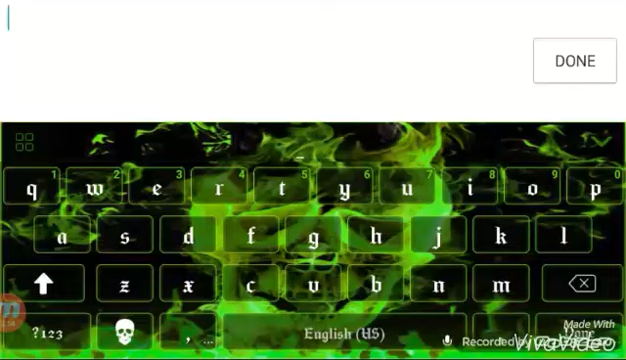 DONE
1 2 3 4 5 6 7 8 9 0
q w e r t y u i o p
a s d f g h j k l
z x c v b n m
?123 , ... English (US) Done
Recorded by
Made With
VivaVideo